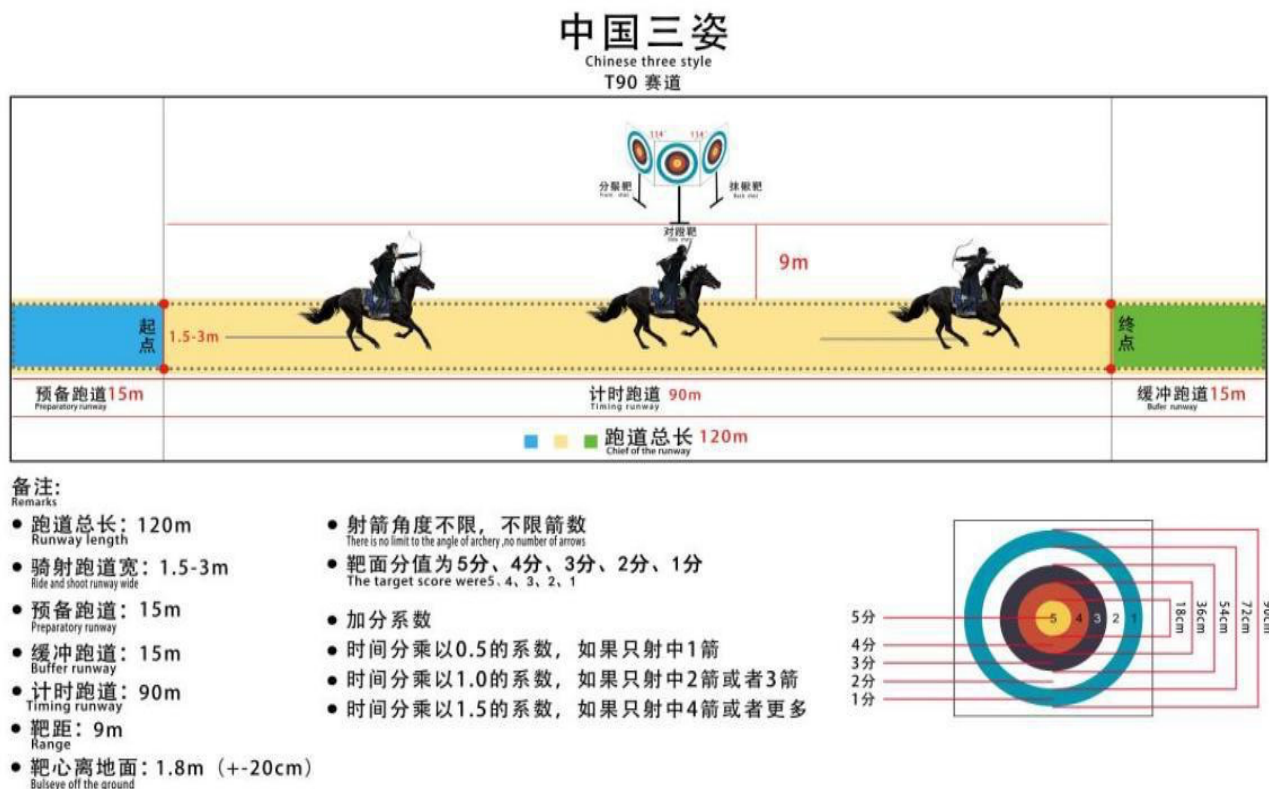 中国三姿
Chinese three style
T90 赛道
114°
114°
分鬃靶
Front shot
抹鞦靶
Back shot
对蹬靶
Side shot
9m
起点
1.5-3m
终点
预备跑道15m
Preparatory runway
计时跑道 90m
Timing runway
缓冲跑道15m
Bufer runway
跑道总长 120m
Chief of the runway
备注:
Remarks
• 跑道总长: 120m
Runway length
• 骑射跑道宽: 1.5-3m
Ride and shoot runway wide
• 预备跑道: 15m
Preparatory runway
• 缓冲跑道: 15m
Buffer runway
• 计时跑道: 90m
Timing runway
• 靶距: 9m
Range
• 靶心离地面: 1.8m（+-20cm）
Bulseye off the ground
• 射箭角度不限，不限箭数
There is no limit to the angle of archery ,no number of arrows
• 靶面分值为5分、4分、3分、2分、1分
The target score were5、4、3、2、1
• 加分系数
• 时间分乘以0.5的系数，如果只射中1箭
• 时间分乘以1.0的系数，如果只射中2箭或者3箭
• 时间分乘以1.5的系数，如果只射中4箭或者更多
5分
4分
3分
2分
1分
5 4 3 2 1
18cm
36cm
54cm
72cm
90cm